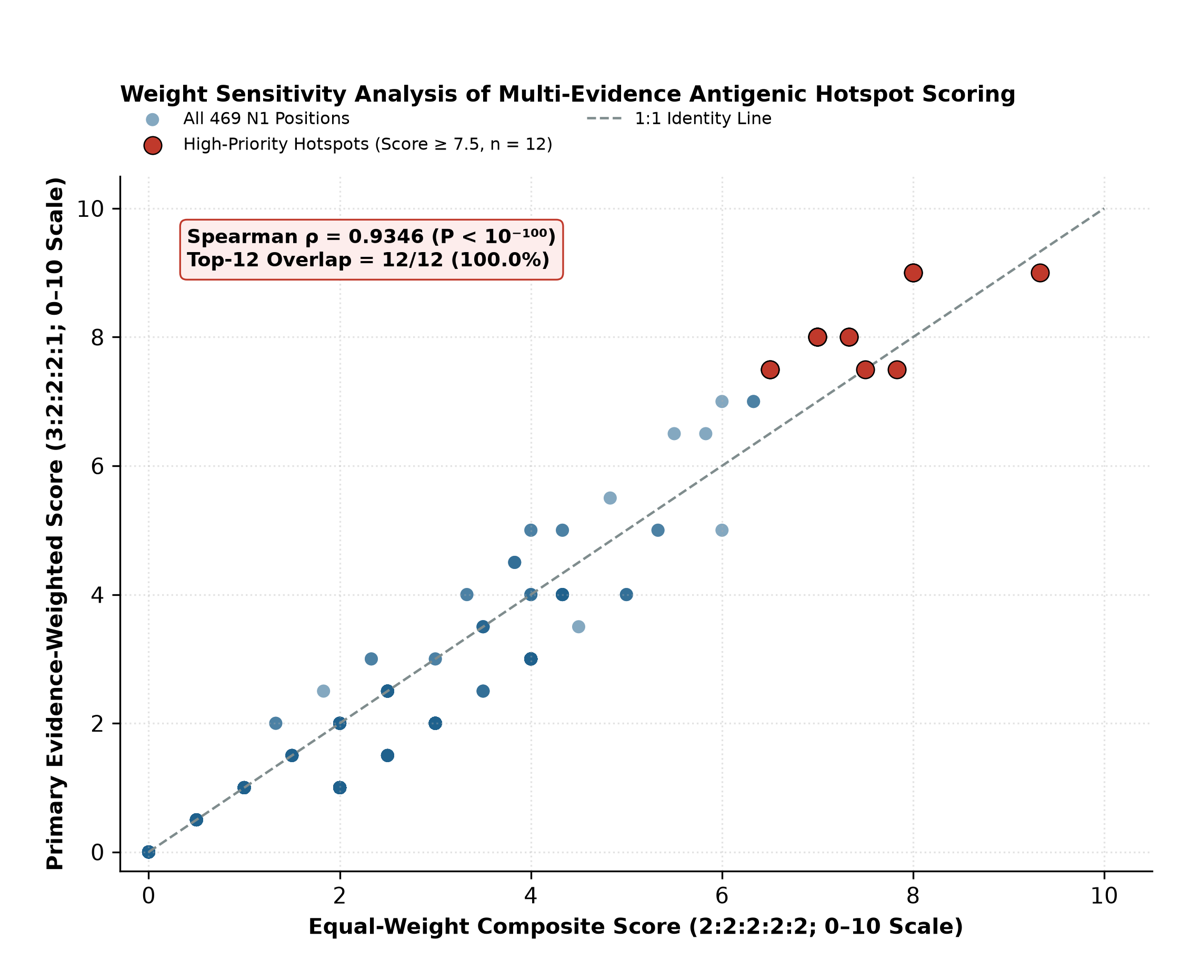 Weight Sensitivity Analysis of Multi-Evidence Antigenic Hotspot Scoring
All 469 N1 Positions
1:1 Identity Line
High-Priority Hotspots (Score ≥ 7.5, n = 12)
Spearman ρ = 0.9346 (P < 10⁻¹⁰⁰)
Top-12 Overlap = 12/12 (100.0%)
Primary Evidence-Weighted Score (3:2:2:2:1; 0–10 Scale)
10
8
6
4
2
0
0 2 4 6 8 10
Equal-Weight Composite Score (2:2:2:2:2; 0–10 Scale)